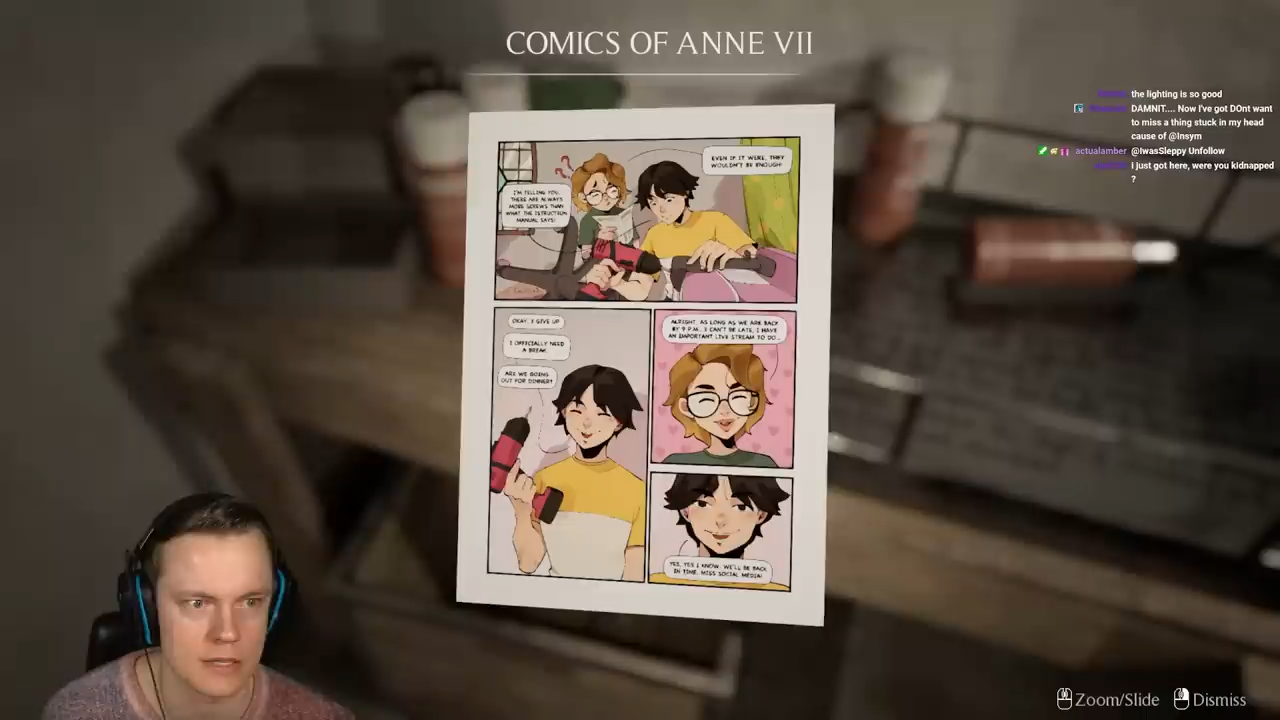 COMICS OF ANNE VII
the lighting is so good
DAMNIT.... Now I've got DOnt want
to miss a thing stuck in my head
cause of @Insym
actualamber @IwasSleppy Unfollow
I just got here, were you kidnapped
?
EVEN IF IT WERE, THEY
WOULDN'T BE ENOUGH!
I'M TELLING YOU,
THERE ARE ALWAYS
MORE SCREWS THAN
WHAT THE ISTRUCTION
MANUAL SAYS!
OKAY, I GIVE UP
I OFFICIALLY NEED
A BREAK.
ARE WE GOING
OUT FOR DINNER?
ALRIGHT, AS LONG AS WE ARE BACK
BY 9 P.M., I CAN'T BE LATE, I HAVE
AN IMPORTANT LIVE STREAM TO DO...
YES, YES I KNOW, WE'LL BE BACK
IN TIME, MISS SOCIAL MEDIA!
Zoom/Slide
Dismiss